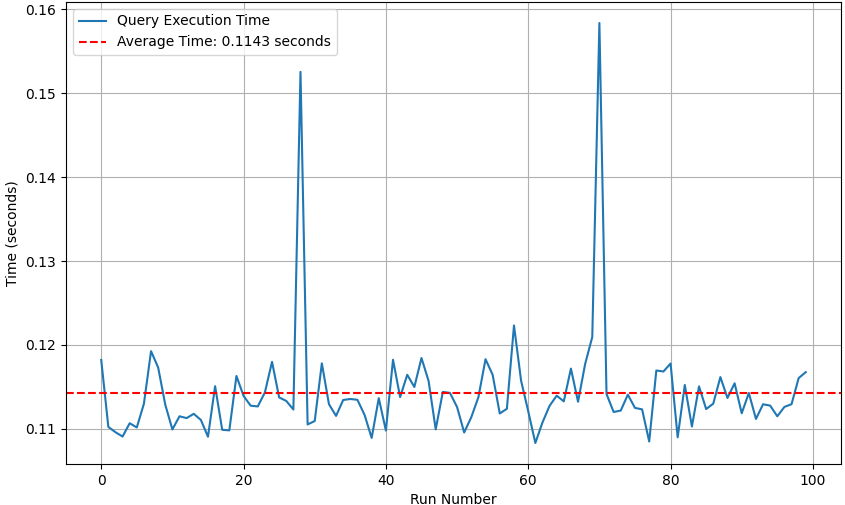 Query Execution Time
Average Time: 0.1143 seconds
Time (seconds)
0.16
0.15
0.14
0.13
0.12
0.11
0 20 40 60 80 100
Run Number